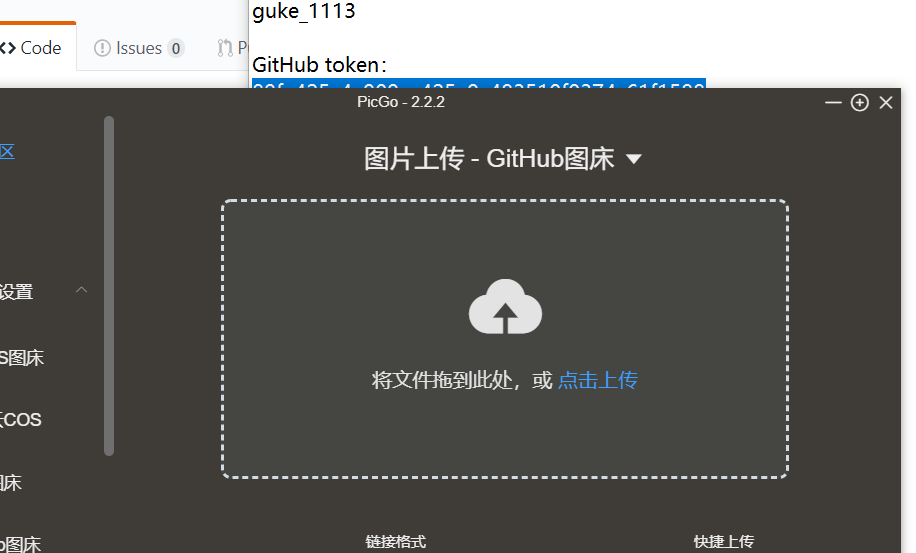 guke_1113
Code
Issues 0
GitHub token:
PicGo - 2.2.2
区
图片上传 - GitHub图床
设置
S图床
将文件拖到此处，或 点击上传
COS
图床
b图床
链接格式
快捷上传